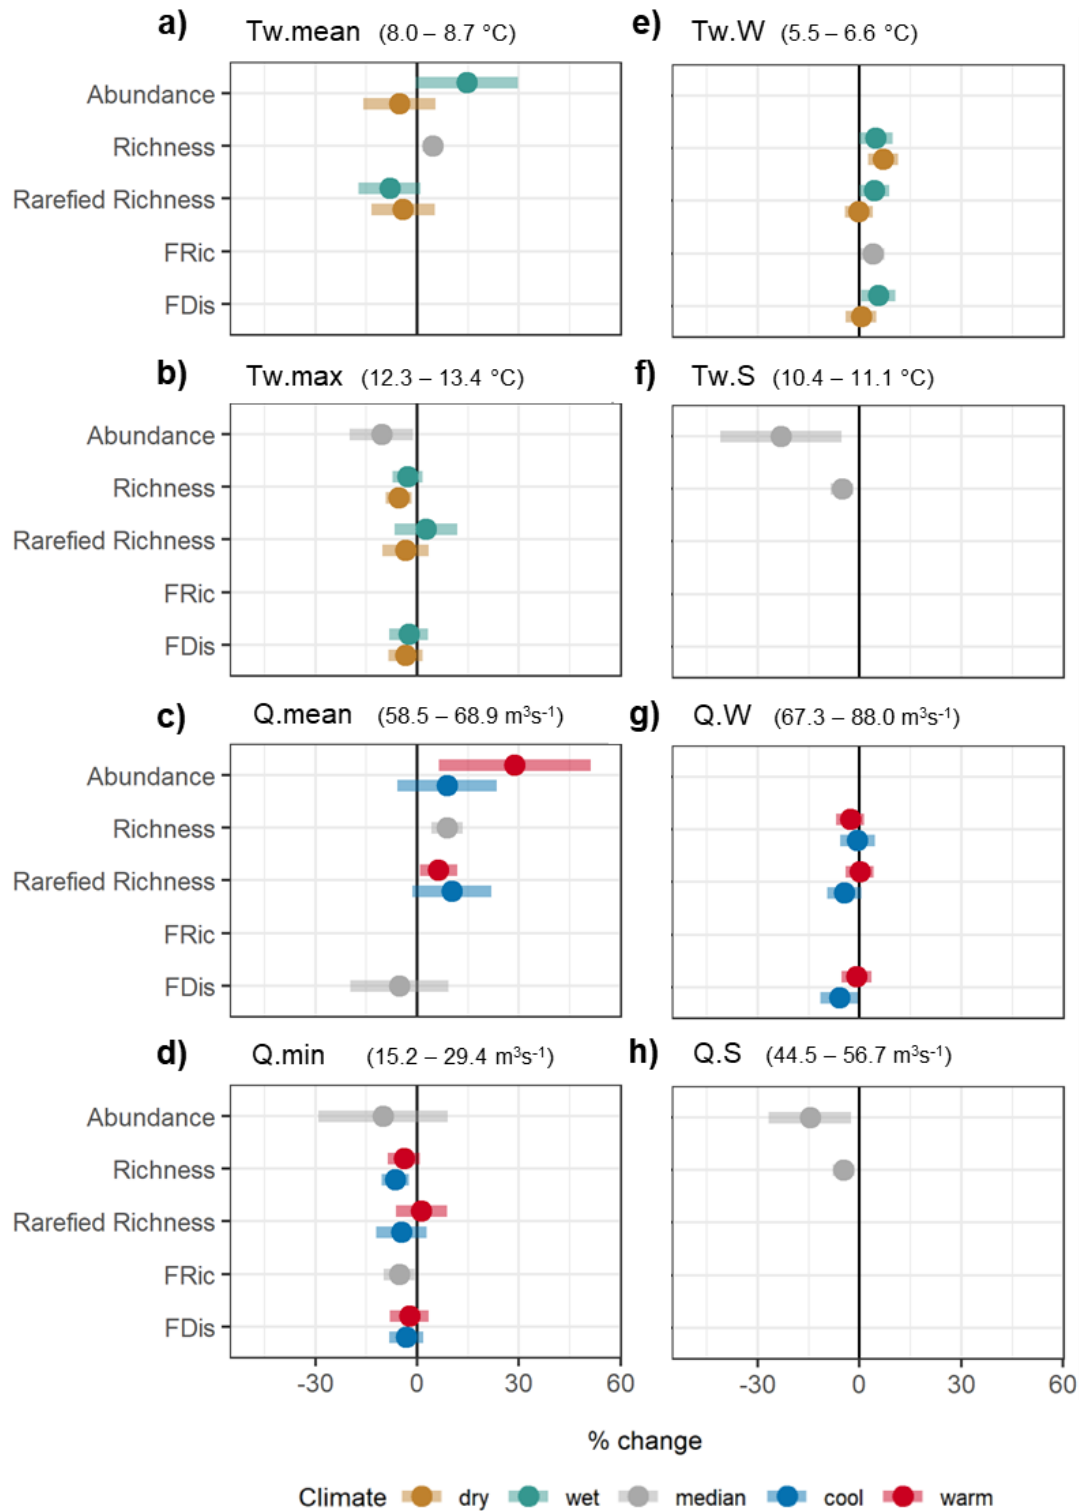 a) Tw.mean (8.0 – 8.7 °C)
Abundance
Richness
Rarefied Richness
FRic
FDis
e) Tw.W (5.5 – 6.6 °C)
b) Tw.max (12.3 – 13.4 °C)
Abundance
Richness
Rarefied Richness
FRic
FDis
f) Tw.S (10.4 – 11.1 °C)
c) Q.mean (58.5 – 68.9 m³s⁻¹)
Abundance
Richness
Rarefied Richness
FRic
FDis
g) Q.W (67.3 – 88.0 m³s⁻¹)
d) Q.min (15.2 – 29.4 m³s⁻¹)
Abundance
Richness
Rarefied Richness
FRic
FDis
-30 0 30 60
h) Q.S (44.5 – 56.7 m³s⁻¹)
-30 0 30 60
% change
Climate dry wet median cool warm